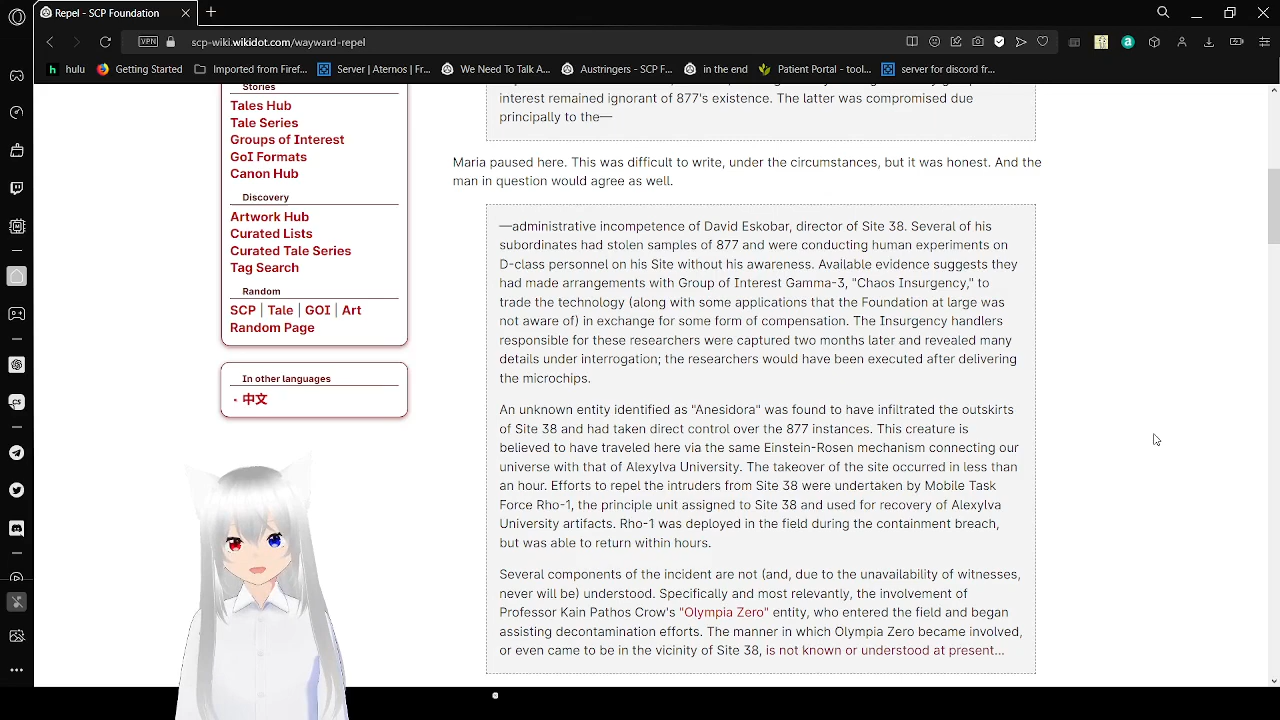 Repel - SCP Foundation
VPN
scp-wiki.wikidot.com/wayward-repel
h hulu
Getting Started
Imported from Firef...
Server | Aternos | Fr...
We Need To Talk A...
Austringers - SCP F...
in the end
Patient Portal - tool...
server for discord fr...
Stories
Tales Hub
Tale Series
Groups of Interest
GoI Formats
Canon Hub
Discovery
Artwork Hub
Curated Lists
Curated Tale Series
Tag Search
Random
SCP | Tale | GOI | Art
Random Page
In other languages
• 中文
interest remained ignorant of 877's existence. The latter was compromised due
principally to the—
Maria paused here. This was difficult to write, under the circumstances, but it was honest. And the
man in question would agree as well.
—administrative incompetence of David Eskobar, director of Site 38. Several of his
subordinates had stolen samples of 877 and were conducting human experiments on
D-class personnel on his Site without his awareness. Available evidence suggests they
had made arrangements with Group of Interest Gamma-3, "Chaos Insurgency," to
trade the technology (along with some applications that the Foundation at large was
not aware of) in exchange for some form of compensation. The Insurgency handlers
responsible for these researchers were captured two months later and revealed many
details under interrogation; the researchers would have been executed after delivering
the microchips.
An unknown entity identified as "Anesidora" was found to have infiltrated the outskirts
of Site 38 and had taken direct control over the 877 instances. This creature is
believed to have traveled here via the same Einstein-Rosen mechanism connecting our
universe with that of Alexylva University. The takeover of the site occurred in less than
an hour. Efforts to repel the intruders from Site 38 were undertaken by Mobile Task
Force Rho-1, the principle unit assigned to Site 38 and used for recovery of Alexylva
University artifacts. Rho-1 was deployed in the field during the containment breach,
but was able to return within hours.
Several components of the incident are not (and, due to the unavailability of witnesses,
never will be) understood. Specifically and most relevantly, the involvement of
Professor Kain Pathos Crow's "Olympia Zero" entity, who entered the field and began
assisting decontamination efforts. The manner in which Olympia Zero became involved,
or even came to be in the vicinity of Site 38, is not known or understood at present...